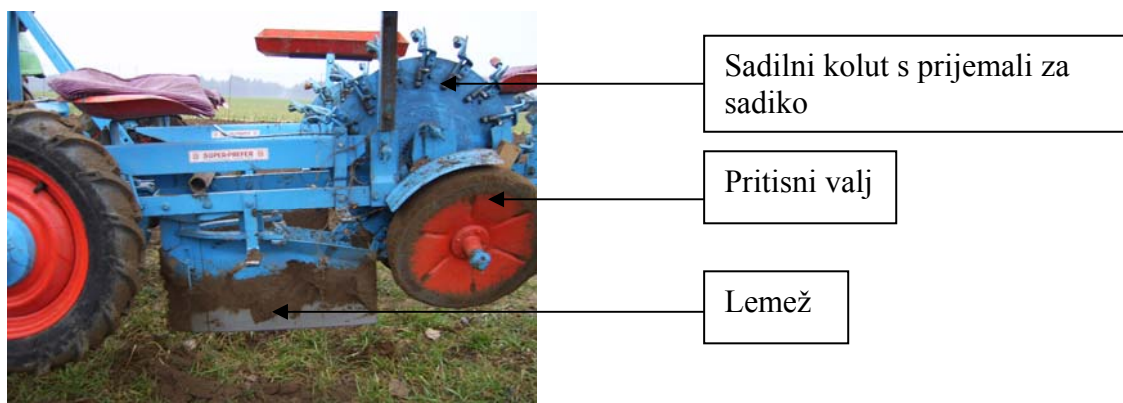 Sadilni kolut s prijemali za
sadiko
SUPER-PREFER
Pritisni valj
Lemež